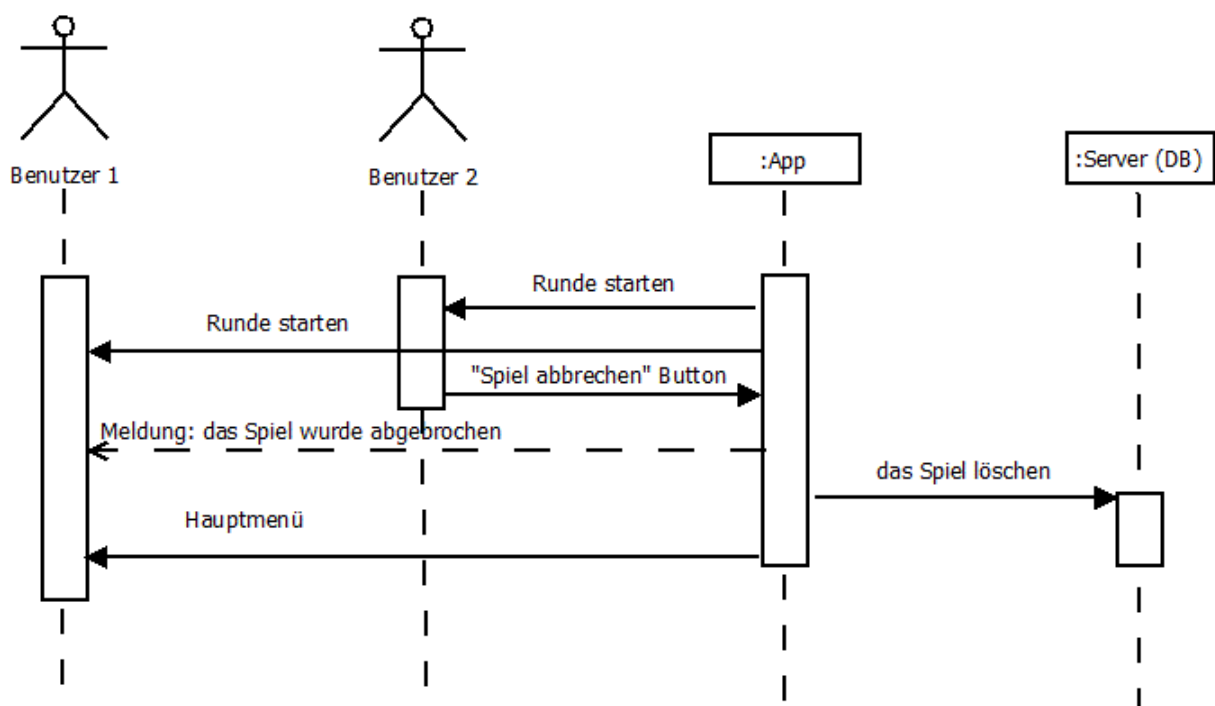 Benutzer 1
Benutzer 2
:App
:Server (DB)
Runde starten
Runde starten
"Spiel abbrechen" Button
Meldung: das Spiel wurde abgebrochen
das Spiel löschen
Hauptmenü